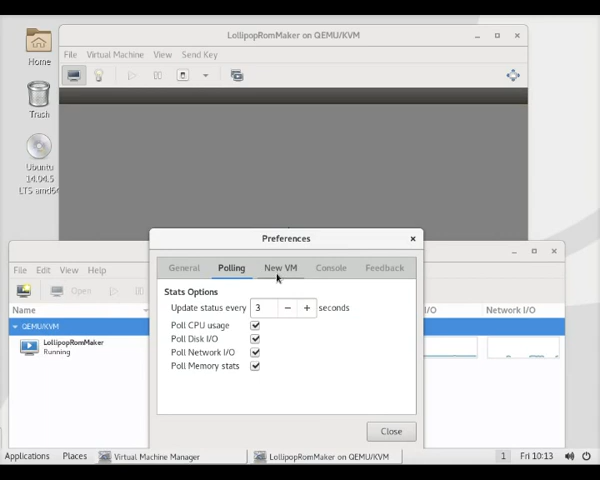 LollipopRomMaker on QEMU/KVM
File Virtual Machine View Send Key
Home
Trash
Ubuntu
14.04.5
LTS amd64
Preferences
General Polling New VM Console Feedback
Stats Options
Update status every 3 seconds
Poll CPU usage
Poll Disk I/O
Poll Network I/O
Poll Memory stats
Close
File Edit View Help
Open
Name I/O Network I/O
QEMU/KVM
LollipopRomMaker
Running
Applications Places Virtual Machine Manager LollipopRomMaker on QEMU/KVM 1 Fri 10:13